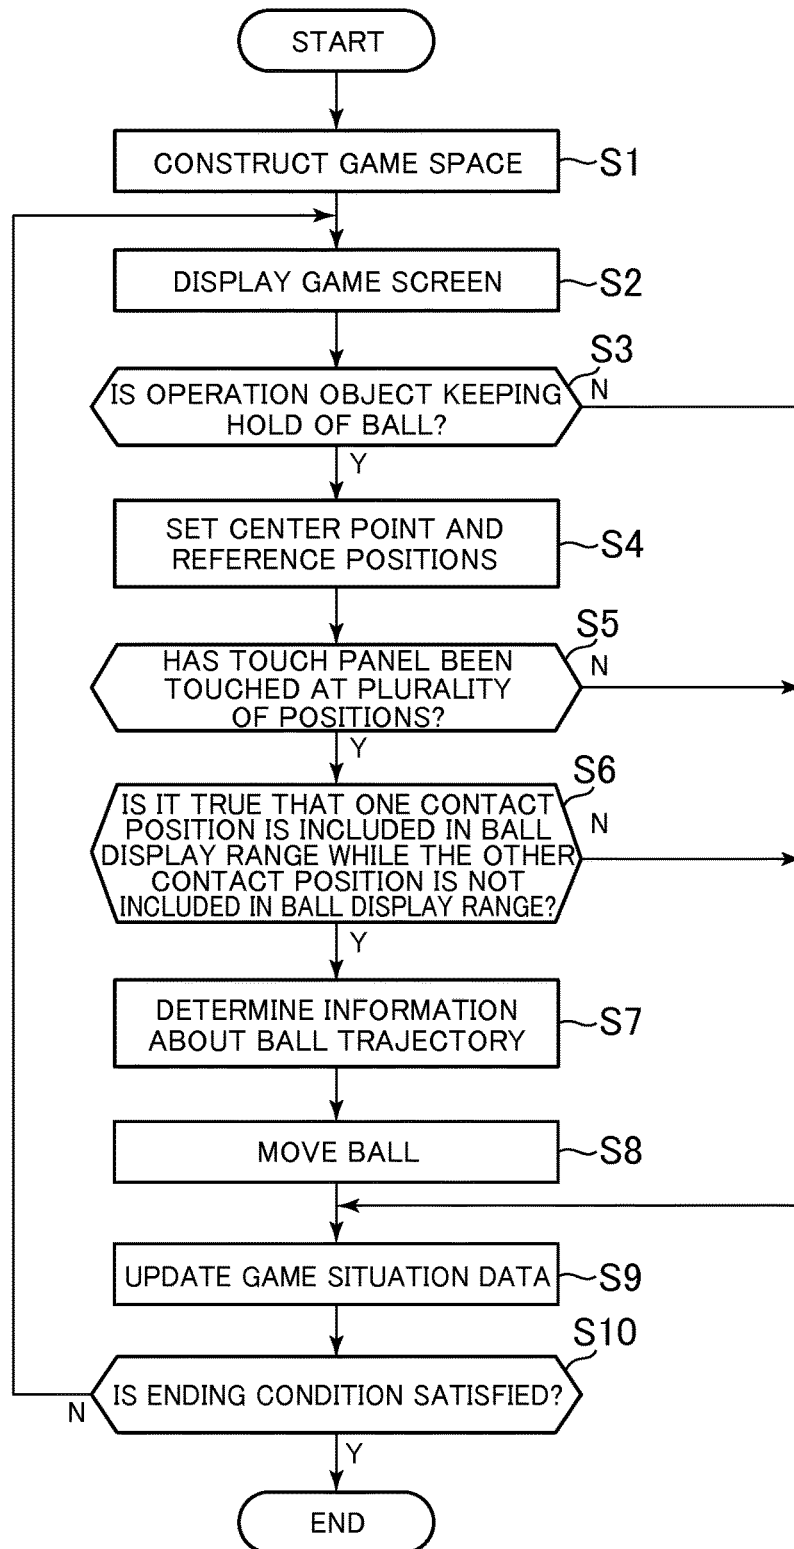 START
CONSTRUCT GAME SPACE
S1
DISPLAY GAME SCREEN
S2
S3
IS OPERATION OBJECT KEEPING
HOLD OF BALL?
N
Y
SET CENTER POINT AND
REFERENCE POSITIONS
S4
S5
HAS TOUCH PANEL BEEN
TOUCHED AT PLURALITY
OF POSITIONS?
N
Y
S6
IS IT TRUE THAT ONE CONTACT
POSITION IS INCLUDED IN BALL
DISPLAY RANGE WHILE THE OTHER
CONTACT POSITION IS NOT
INCLUDED IN BALL DISPLAY RANGE?
N
Y
DETERMINE INFORMATION
ABOUT BALL TRAJECTORY
S7
MOVE BALL
S8
UPDATE GAME SITUATION DATA
S9
S10
IS ENDING CONDITION SATISFIED?
N
Y
END